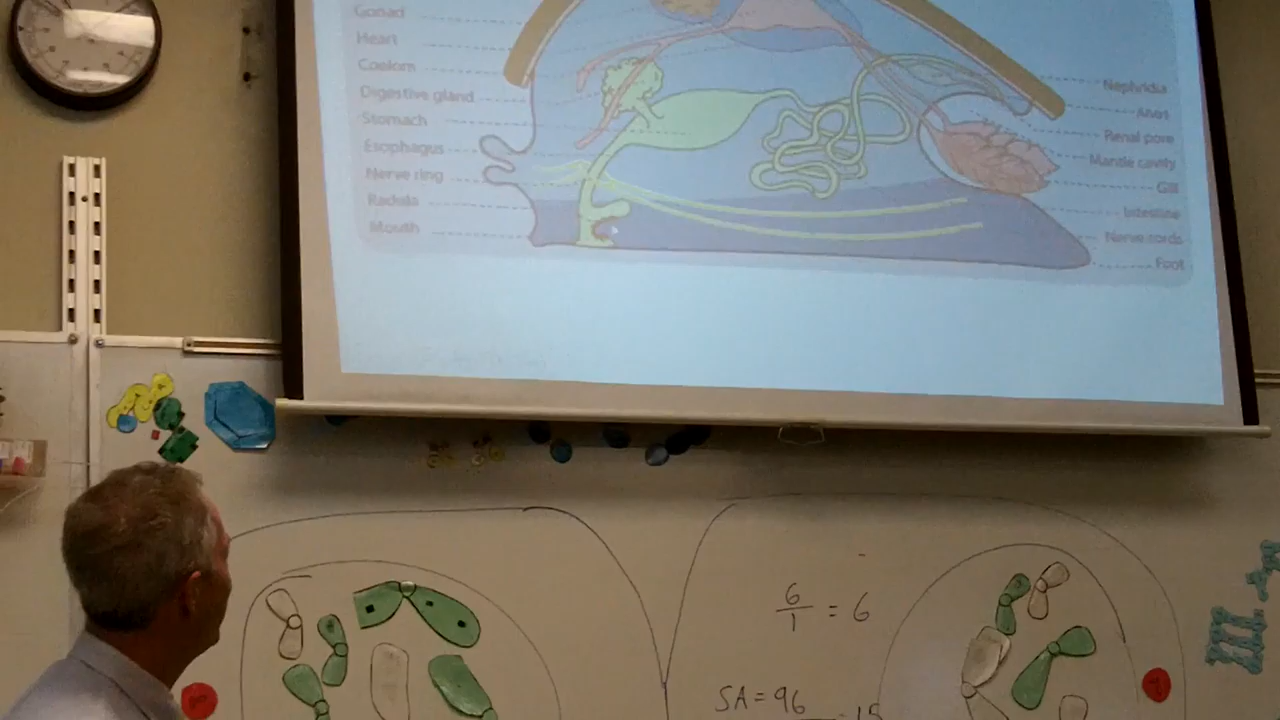 Gonad
Heart
Coelom
Digestive gland
Stomach
Esophagus
Nerve ring
Radula
Mouth
Nephridia
Anus
Renal pore
Mantle cavity
Gill
Intestine
Nerve cords
Foot
6/1 = 6
SA = 96
15